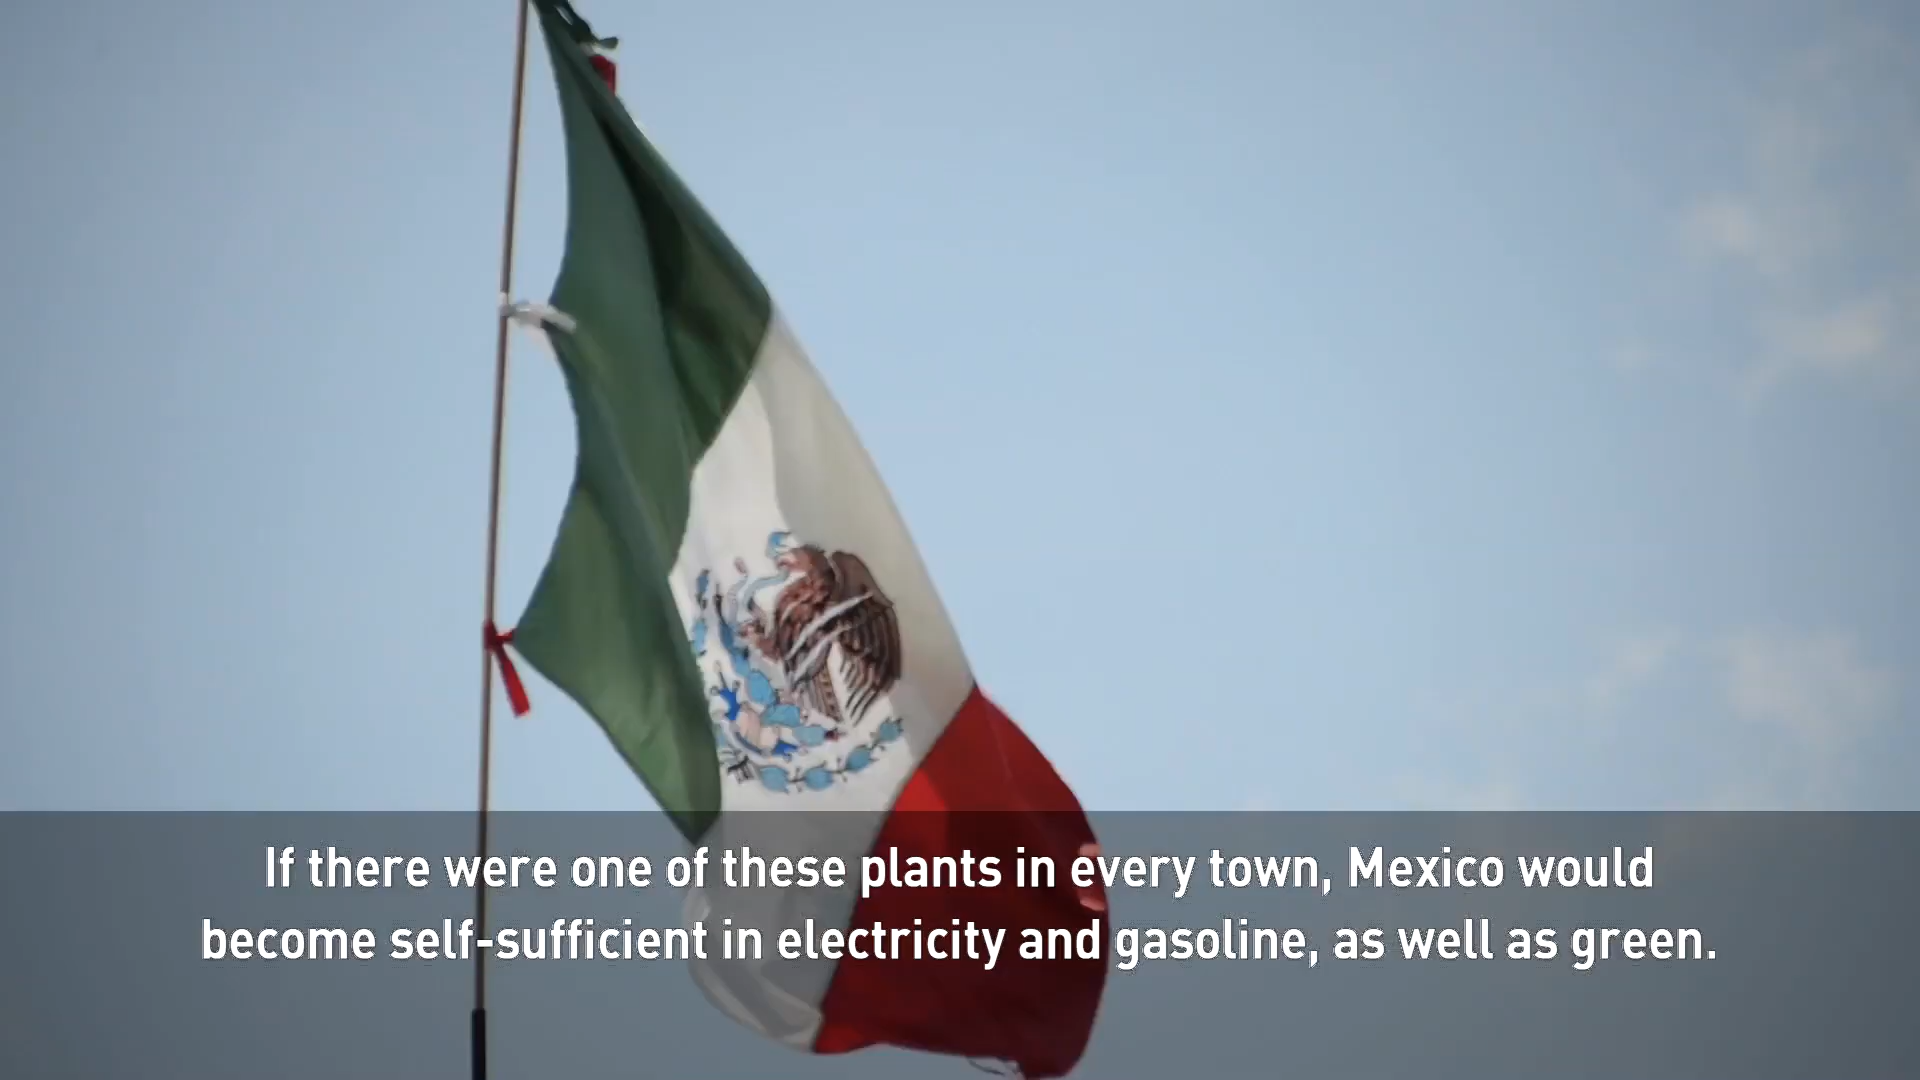 If there were one of these plants in every town, Mexico would
become self-sufficient in electricity and gasoline, as well as green.